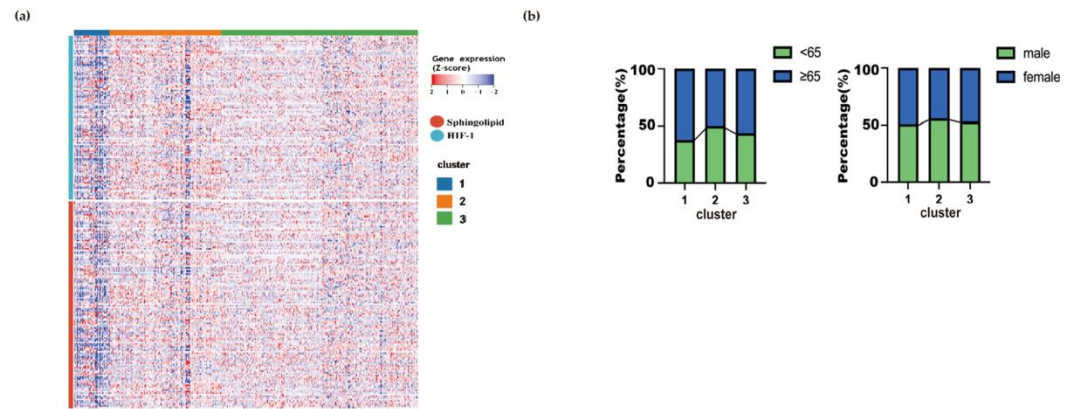 (a)
Gene expression
(Z-score)
2 1 0 -1 -2
Sphingolipid
HIF-1
cluster
1
2
3
(b)
<65
≥65
Percentage(%)
100
50
0
1 2 3
cluster
male
female
Percentage(%)
100
50
0
1 2 3
cluster